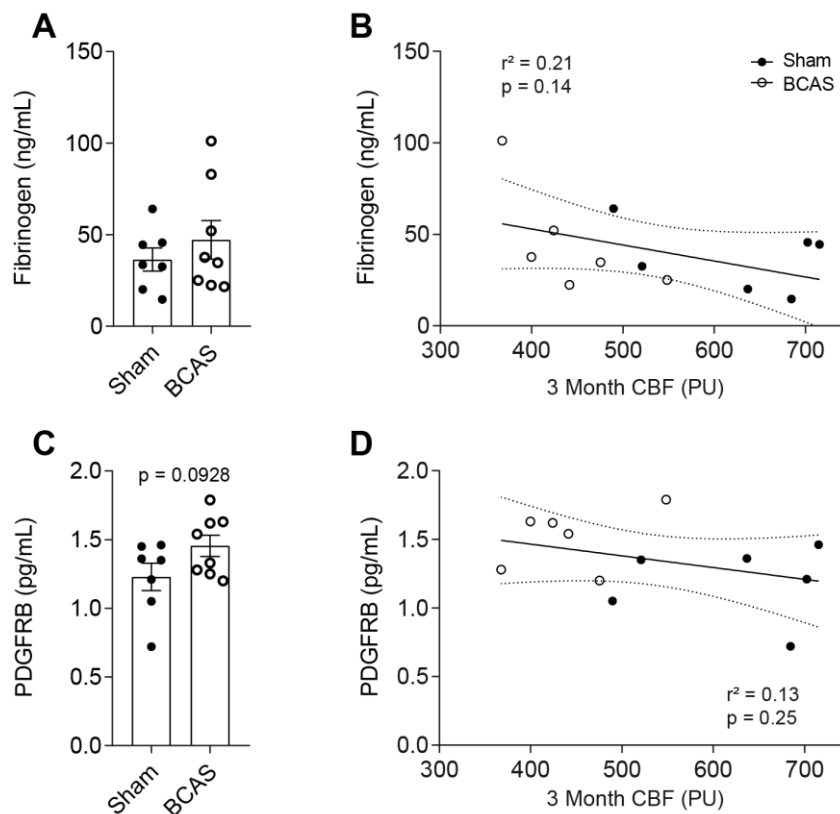 A
Fibrinogen (ng/mL)
150
100
50
0
Sham
BCAS
B
Fibrinogen (ng/mL)
150
100
50
0
r² = 0.21
p = 0.14
Sham
BCAS
300 400 500 600 700
3 Month CBF (PU)
C
PDGFRB (pg/mL)
2.0
1.5
1.0
0.5
0.0
p = 0.0928
Sham
BCAS
D
PDGFRB (pg/mL)
2.0
1.5
1.0
0.5
0.0
r² = 0.13
p = 0.25
300 400 500 600 700
3 Month CBF (PU)